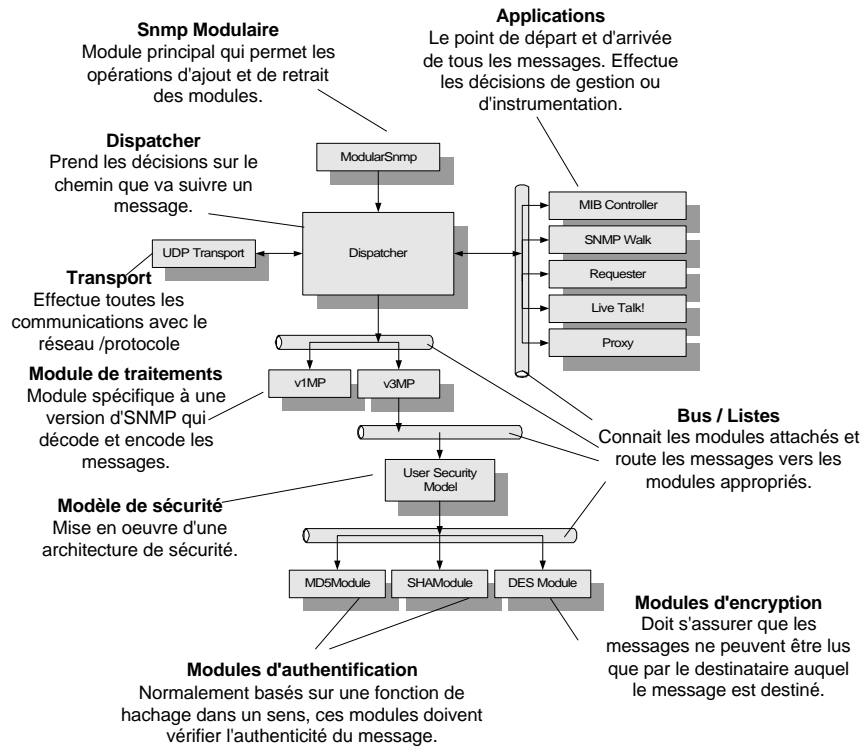 Snmp Modulaire
Module principal qui permet les
opérations d'ajout et de retrait
des modules.
Applications
Le point de départ et d'arrivée
de tous les messages. Effectue
les décisions de gestion ou
d'instrumentation.
Dispatcher
Prend les décisions sur le
chemin que va suivre un
message.
ModularSnmp
Dispatcher
UDP Transport
MIB Controller
SNMP Walk
Requester
Live Talk!
Proxy
Transport
Effectue toutes les
communications avec le
réseau /protocole
Module de traitements
Module spécifique à une
version d'SNMP qui
décode et encode les
messages.
v1MP
v3MP
Bus / Listes
Connait les modules attachés et
route les messages vers les
modules appropriés.
User Security
Model
Modèle de sécurité
Mise en oeuvre d'une
architecture de sécurité.
MD5Module
SHAModule
DES Module
Modules d'encryption
Doit s'assurer que les
messages ne peuvent être lus
que par le destinataire auquel
le message est destiné.
Modules d'authentification
Normalement basés sur une fonction de
hachage dans un sens, ces modules doivent
vérifier l'authenticité du message.